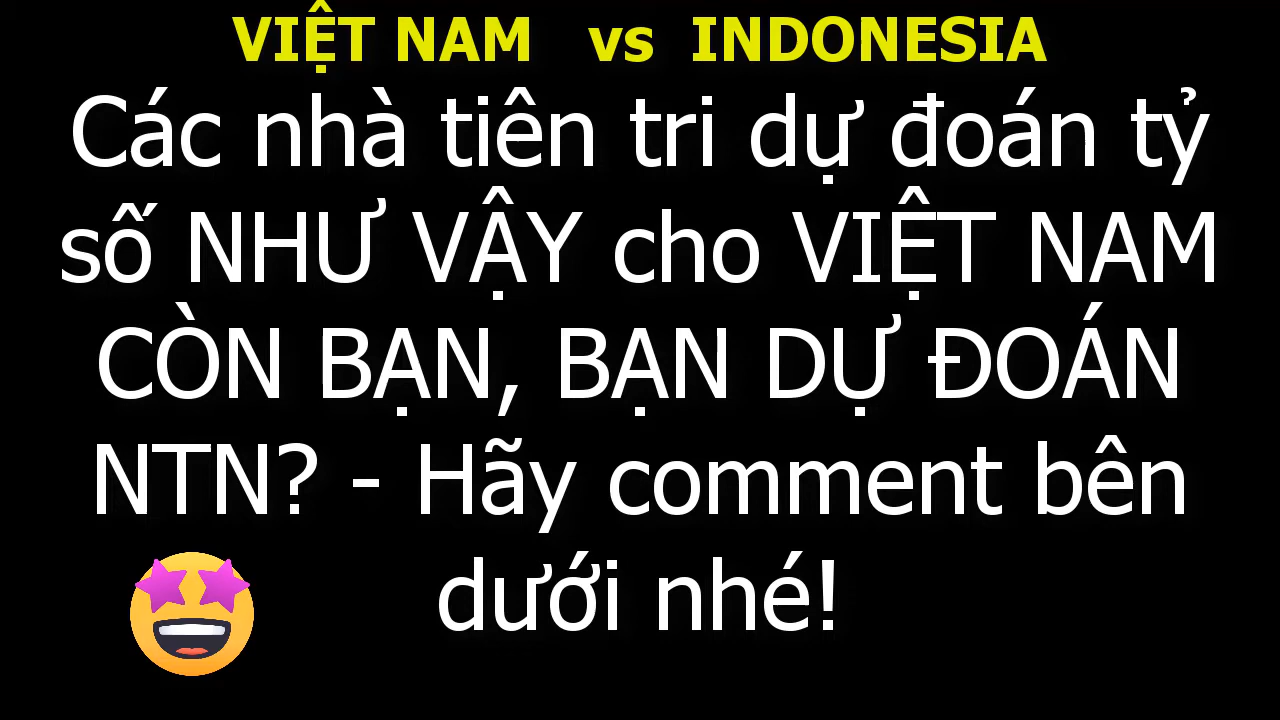 VIỆT NAM vs INDONESIA
Các nhà tiên tri dự đoán tỷ
số NHƯ VẬY cho VIỆT NAM
CÒN BẠN, BẠN DỰ ĐOÁN
NTN? - Hãy comment bên
dưới nhé!